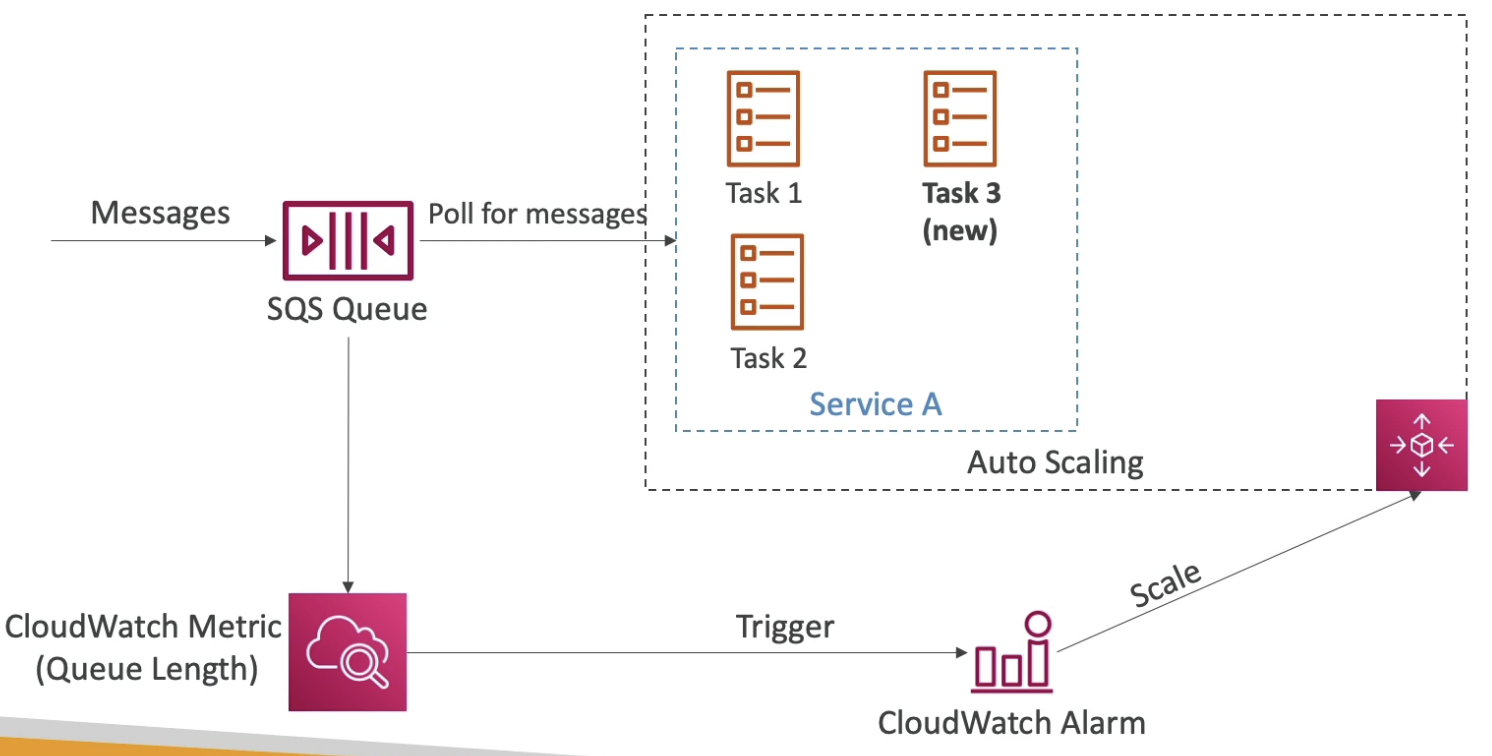 Messages
Poll for messages
SQS Queue
Task 1
Task 3
(new)
Task 2
Service A
Auto Scaling
CloudWatch Metric
(Queue Length)
Trigger
Scale
CloudWatch Alarm